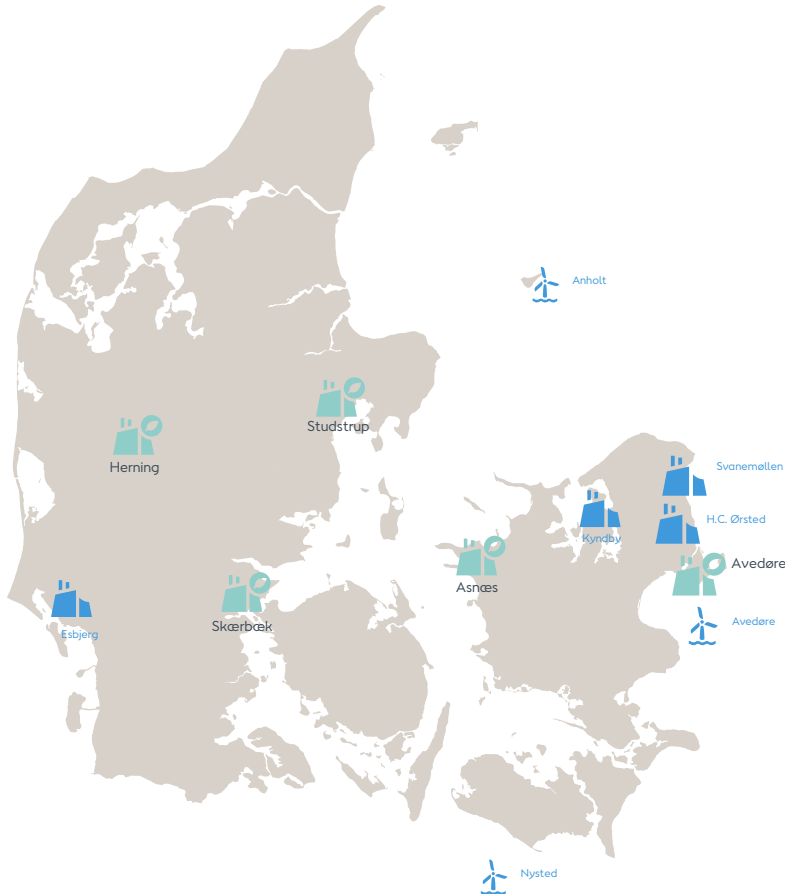 Anholt
Studstrup
Herning
Svanemøllen
H.C. Ørsted
Kyndby
Avedøre
Asnæs
Skærbæk
Esbjerg
Avedøre
Nysted